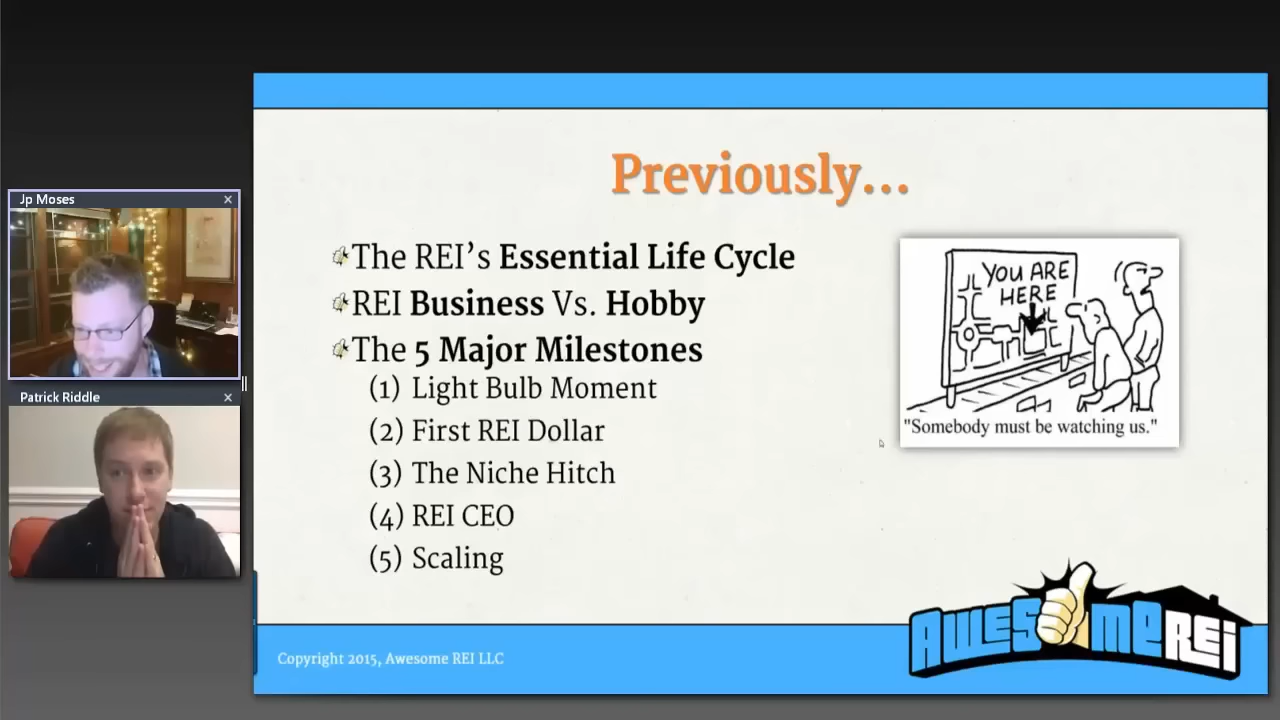 Jp Moses
Patrick Riddle
Previously...
The REI's Essential Life Cycle
REI Business Vs. Hobby
The 5 Major Milestones
(1) Light Bulb Moment
(2) First REI Dollar
(3) The Niche Hitch
(4) REI CEO
(5) Scaling
YOU ARE
HERE
"Somebody must be watching us."
Copyright 2015, Awesome REI LLC
AWESOME REI